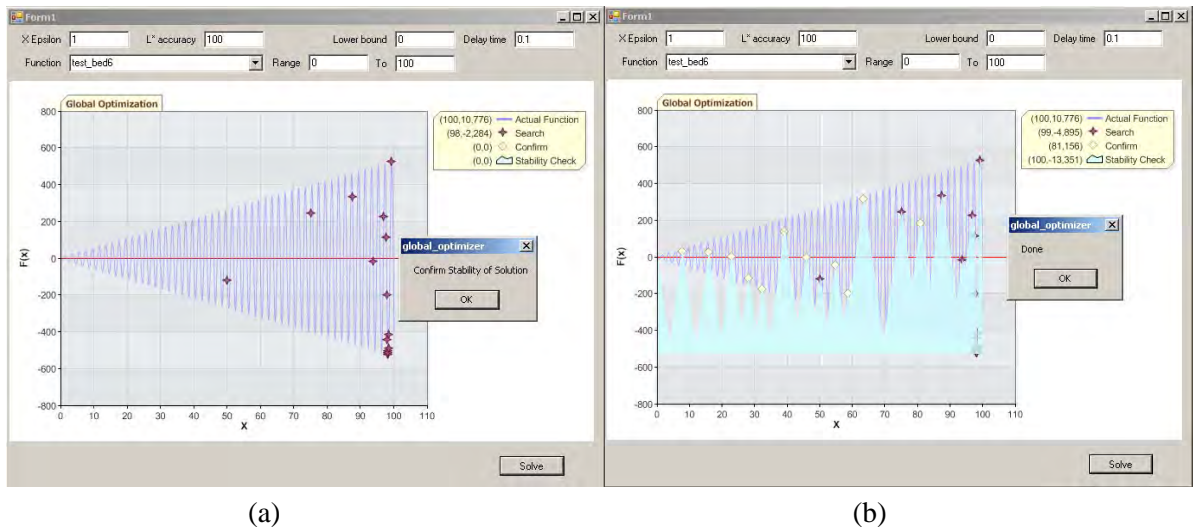 Form1
X Epsilon 1 L* accuracy 100 Lower bound 0 Delay time 0.1
Function test_bed6 Range 0 To 100
Global Optimization
(100,10,776) Actual Function
(98,-2,284) Search
(0,0) Confirm
(0,0) Stability Check
800
600
400
200
0
-200
-400
-600
-800
F(x)
0 10 20 30 40 50 60 70 80 90 100 110
X
global_optimizer
Confirm Stability of Solution
OK
Solve
(a)
Form1
X Epsilon 1 L* accuracy 100 Lower bound 0 Delay time 0.1
Function test_bed6 Range 0 To 100
Global Optimization
(100,10,776) Actual Function
(99,-4,895) Search
(81,156) Confirm
(100,-13,351) Stability Check
800
600
400
200
0
-200
-400
-600
-800
F(x)
0 10 20 30 40 50 60 70 80 90 100 110
X
global_optimizer
Done
OK
Solve
(b)